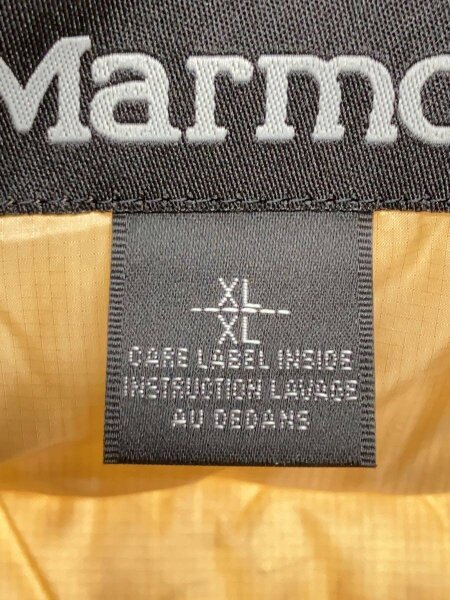 Marmo
XL
XL
CARE LABEL INSIDE
INSTRUCTION LAVAGE
AU DEDANS